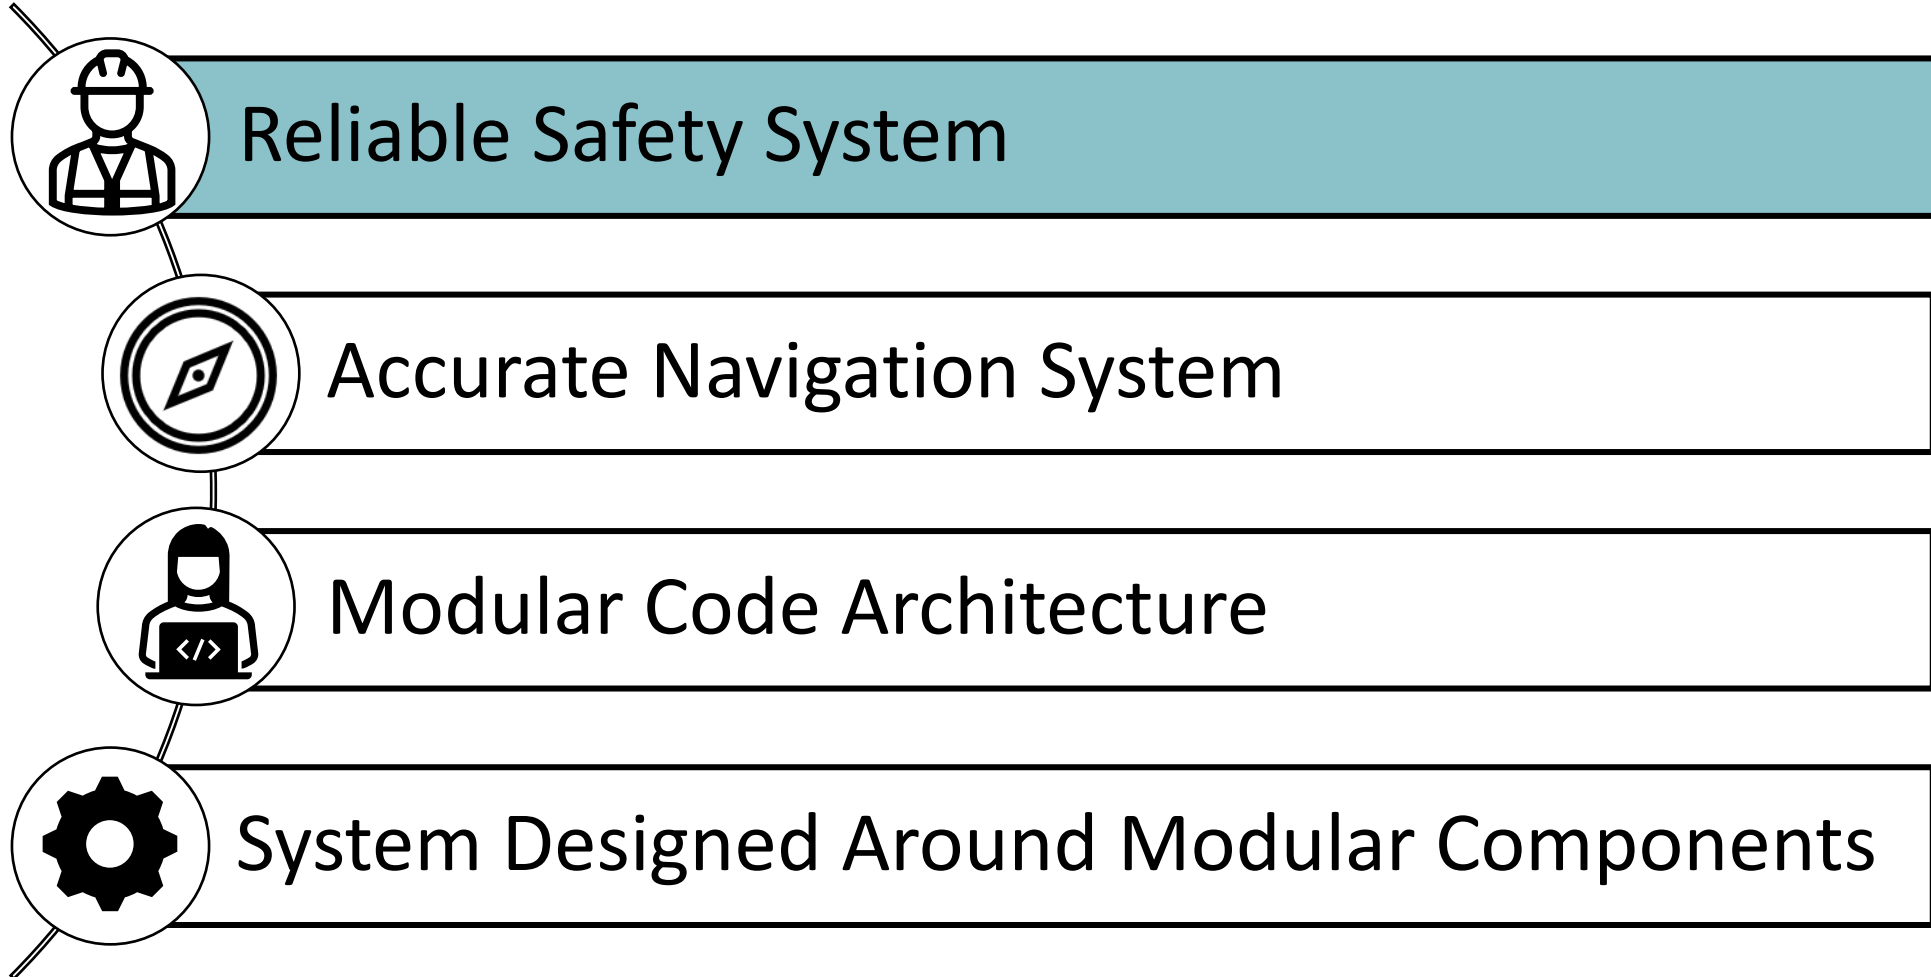 Reliable Safety System
Accurate Navigation System
Modular Code Architecture
</>
System Designed Around Modular Components